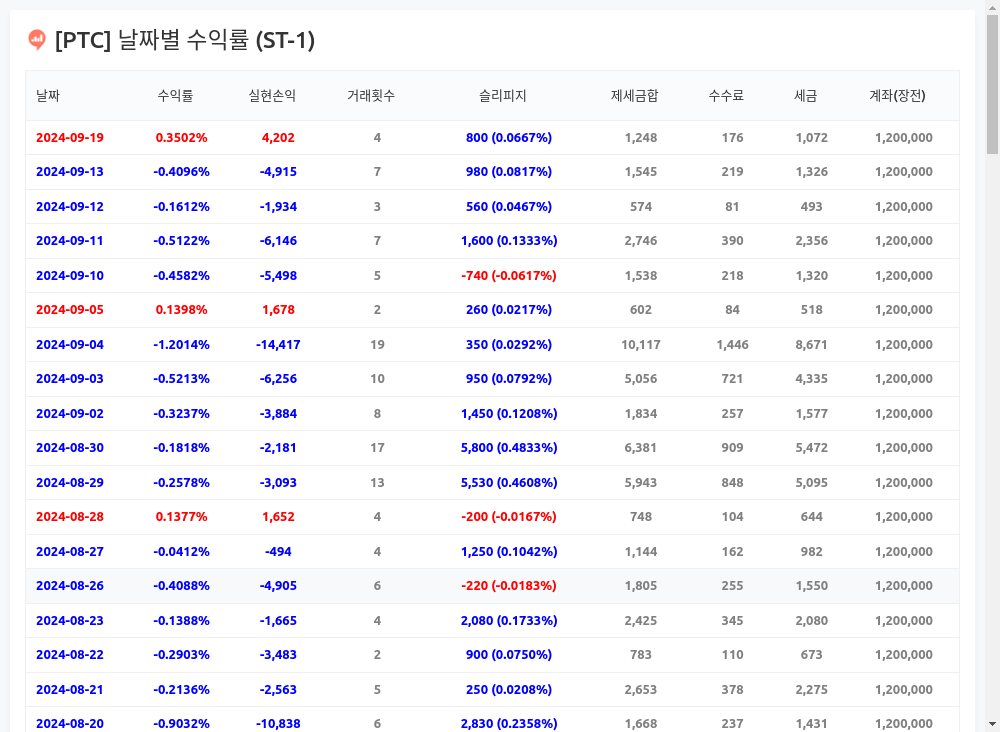 [PTC] 날짜별 수익률 (ST-1)
날짜 수익률 실현손익 거래횟수 슬리피지 제세금합 수수료 세금 계좌(장전)
2024-09-19 0.3502% 4,202 4 800 (0.0667%) 1,248 176 1,072 1,200,000
2024-09-13 -0.4096% -4,915 7 980 (0.0817%) 1,545 219 1,326 1,200,000
2024-09-12 -0.1612% -1,934 3 560 (0.0467%) 574 81 493 1,200,000
2024-09-11 -0.5122% -6,146 7 1,600 (0.1333%) 2,746 390 2,356 1,200,000
2024-09-10 -0.4582% -5,498 5 -740 (-0.0617%) 1,538 218 1,320 1,200,000
2024-09-05 0.1398% 1,678 2 260 (0.0217%) 602 84 518 1,200,000
2024-09-04 -1.2014% -14,417 19 350 (0.0292%) 10,117 1,446 8,671 1,200,000
2024-09-03 -0.5213% -6,256 10 950 (0.0792%) 5,056 721 4,335 1,200,000
2024-09-02 -0.3237% -3,884 8 1,450 (0.1208%) 1,834 257 1,577 1,200,000
2024-08-30 -0.1818% -2,181 17 5,800 (0.4833%) 6,381 909 5,472 1,200,000
2024-08-29 -0.2578% -3,093 13 5,530 (0.4608%) 5,943 848 5,095 1,200,000
2024-08-28 0.1377% 1,652 4 -200 (-0.0167%) 748 104 644 1,200,000
2024-08-27 -0.0412% -494 4 1,250 (0.1042%) 1,144 162 982 1,200,000
2024-08-26 -0.4088% -4,905 6 -220 (-0.0183%) 1,805 255 1,550 1,200,000
2024-08-23 -0.1388% -1,665 4 2,080 (0.1733%) 2,425 345 2,080 1,200,000
2024-08-22 -0.2903% -3,483 2 900 (0.0750%) 783 110 673 1,200,000
2024-08-21 -0.2136% -2,563 5 250 (0.0208%) 2,653 378 2,275 1,200,000
2024-08-20 -0.9032% -10,838 6 2,830 (0.2358%) 1,668 237 1,431 1,200,000